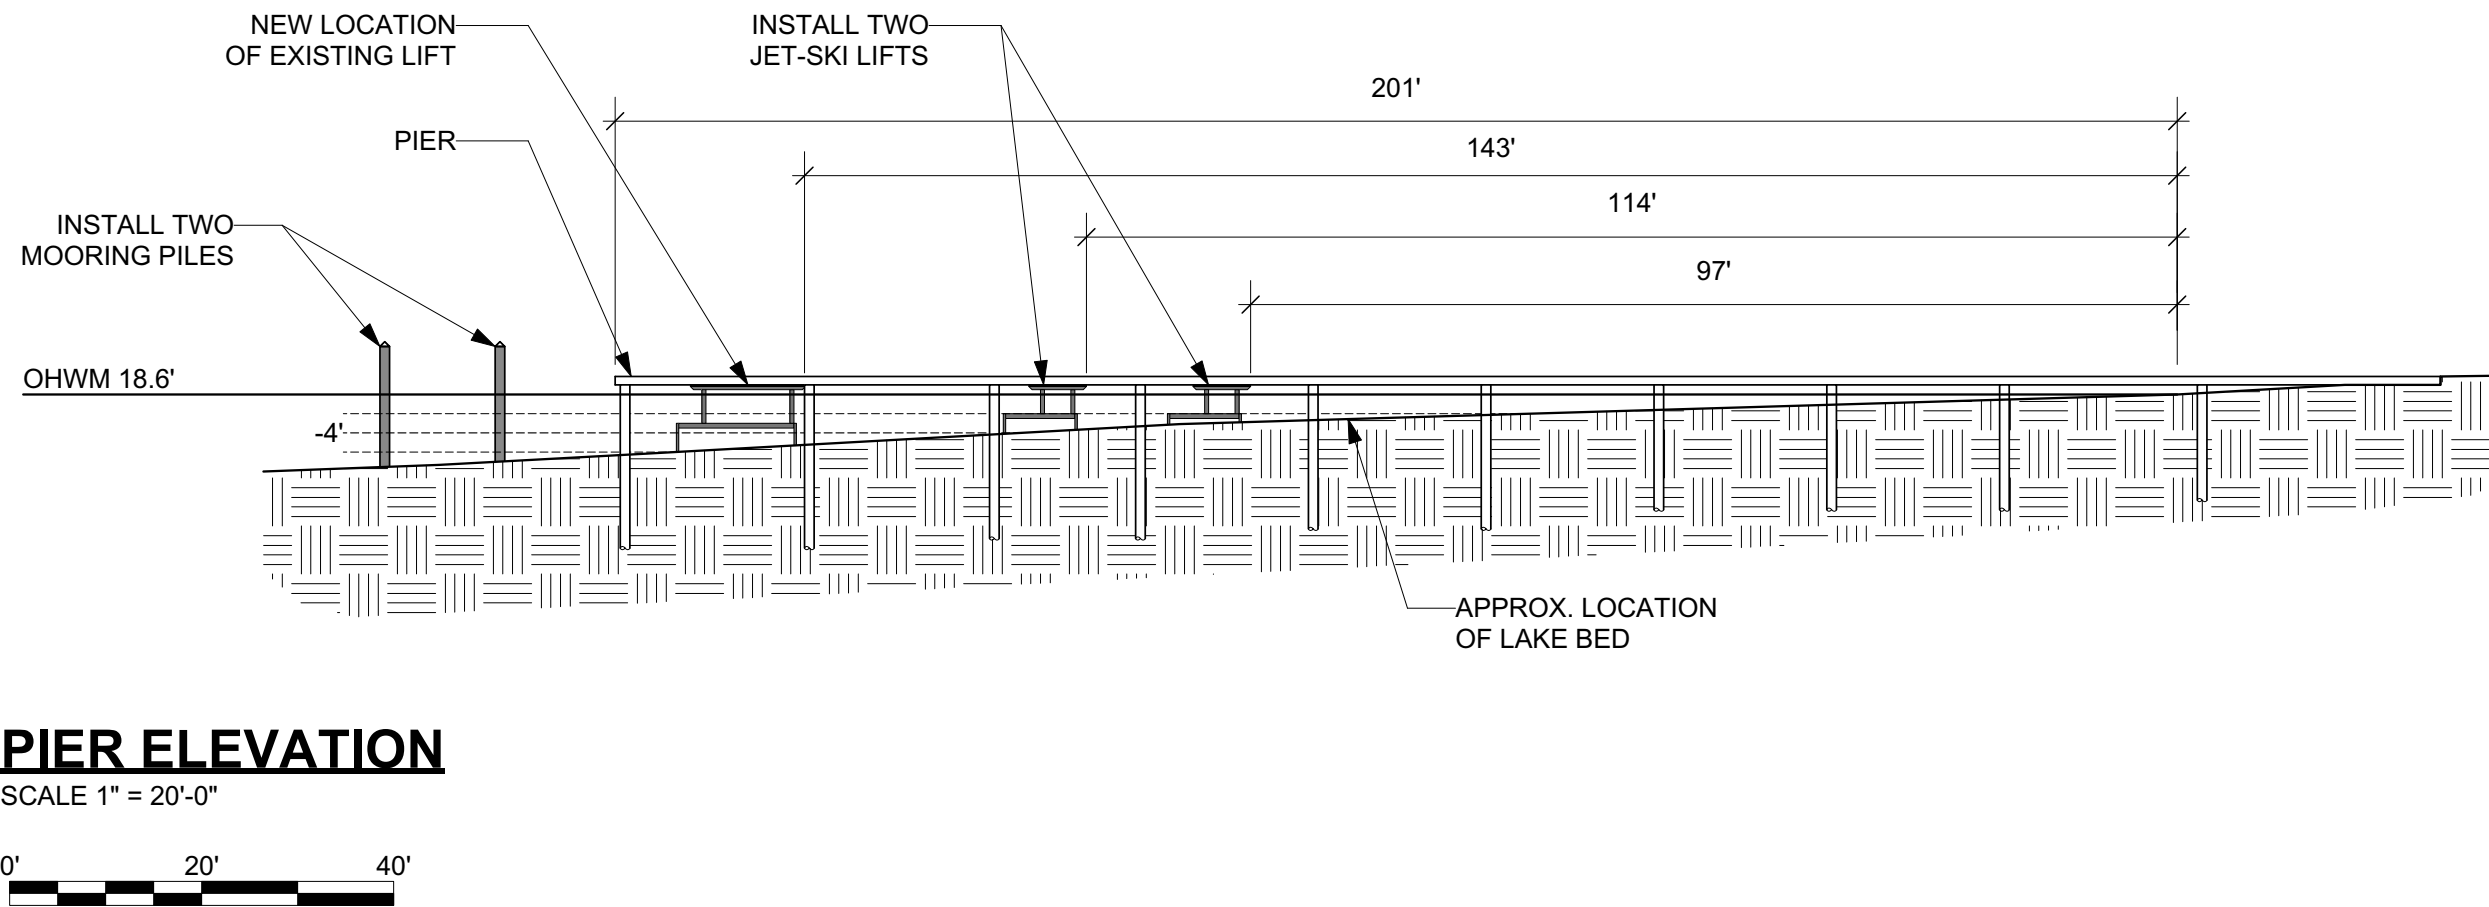 NEW LOCATION
OF EXISTING LIFT
INSTALL TWO
JET-SKI LIFTS
201'
PIER
143'
114'
INSTALL TWO
MOORING PILES
97'
OHWM 18.6'
-4'
APPROX. LOCATION
OF LAKE BED
PIER ELEVATION
SCALE 1" = 20'-0"
0' 20' 40'